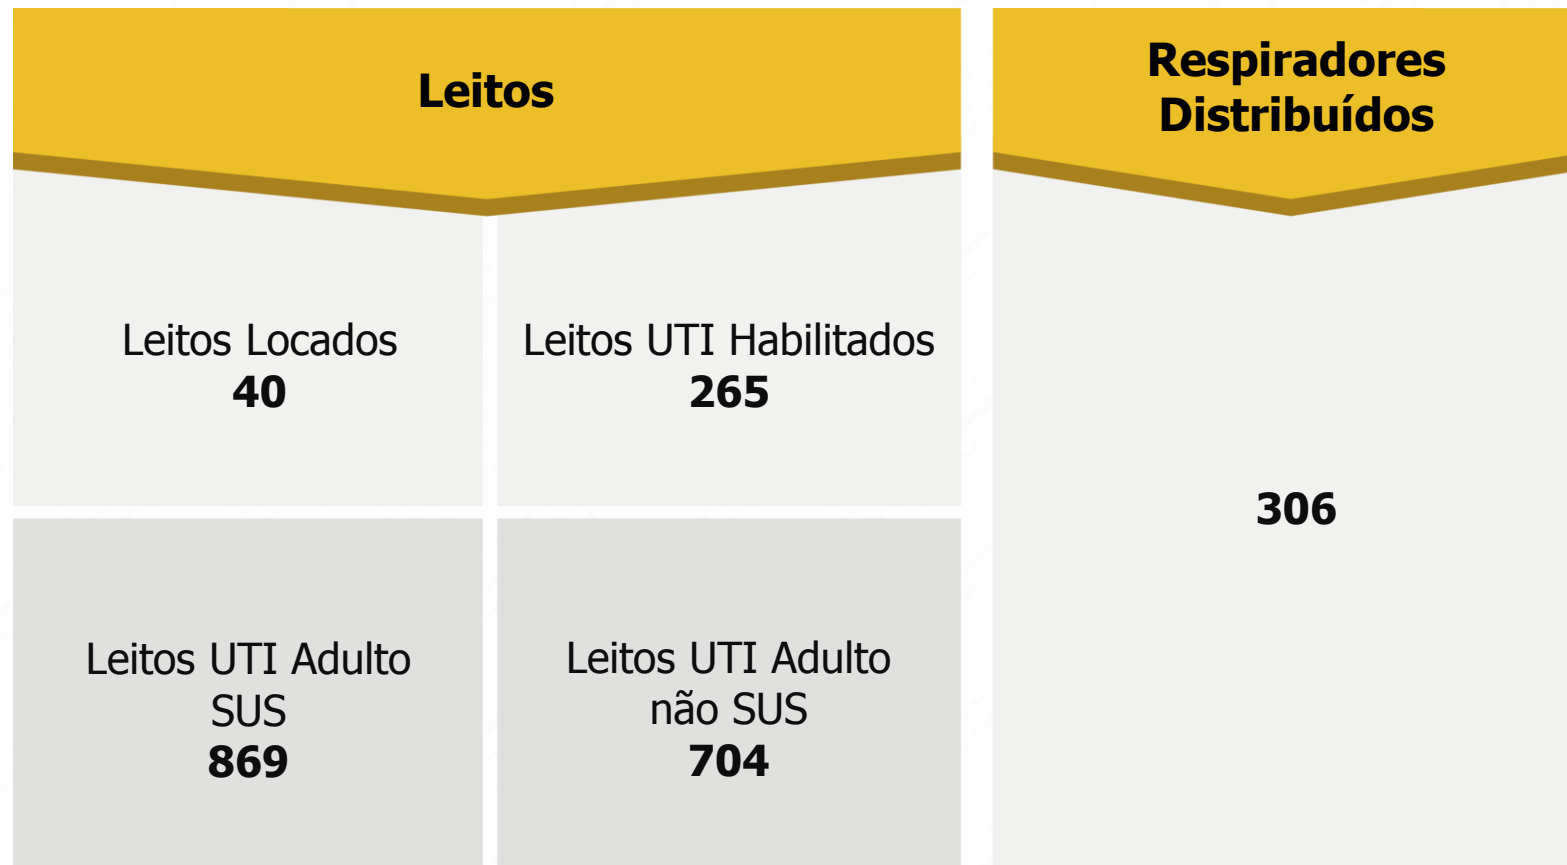 Leitos
Leitos Locados
40
Leitos UTI Habilitados
265
Leitos UTI Adulto
SUS
869
Leitos UTI Adulto
não SUS
704
Respiradores
Distribuídos
306